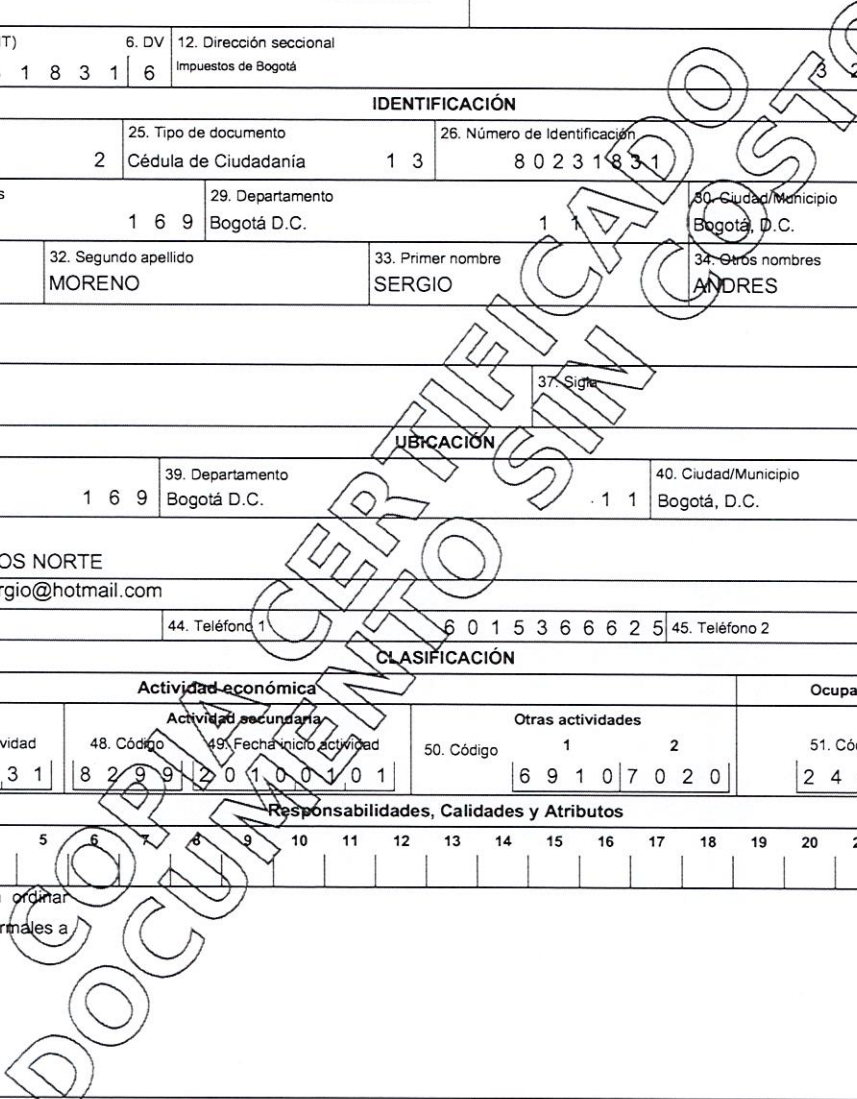 IT) 6. DV 12. Dirección seccional
1 8 3 1 6 Impuestos de Bogotá 3 2
IDENTIFICACIÓN
25. Tipo de documento 26. Número de Identificación
2 Cédula de Ciudadanía 1 3 8 0 2 3 1 8 3 1
s 29. Departamento 30. Ciudad/Municipio
1 6 9 Bogotá D.C. 1 1 Bogotá, D.C.
32. Segundo apellido 33. Primer nombre 34. Otros nombres
MORENO SERGIO ANDRES
37. Sigla
UBICACIÓN
39. Departamento 40. Ciudad/Municipio
1 6 9 Bogotá D.C. 1 1 Bogotá, D.C.
OS NORTE
rgio@hotmail.com
44. Teléfono 1 6 0 1 5 3 6 6 6 2 5 45. Teléfono 2
CLASIFICACIÓN
Actividad económica Ocupa
Actividad secundaria Otras actividades
vidad 48. Código 49. Fecha inicio actividad 50. Código 1 2 51. Có
3 1 8 2 9 9 2 0 1 0 0 1 0 1 6 9 1 0 7 0 2 0 2 4
Responsabilidades, Calidades y Atributos
5 6 7 8 9 10 11 12 13 14 15 16 17 18 19 20 2
ordinar
rmales a
COPIA CERTIFICADO
DOCUMENTO SIN COSTO